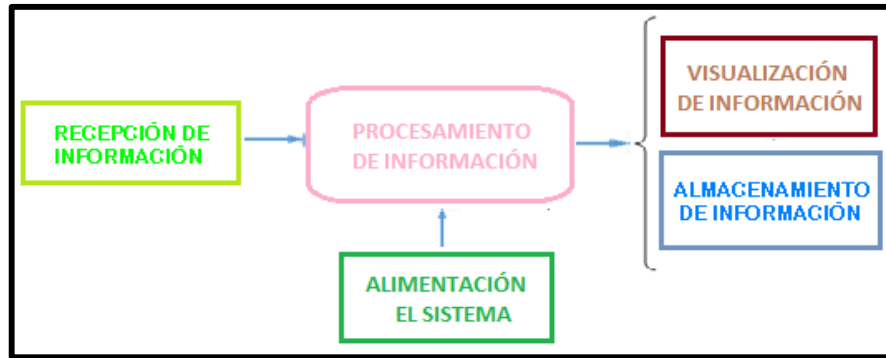 RECEPCIÓN DE
INFORMACIÓN
PROCESAMIENTO
DE INFORMACIÓN
VISUALIZACIÓN
DE INFORMACIÓN
ALMACENAMIENTO
DE INFORMACIÓN
ALIMENTACIÓN
EL SISTEMA